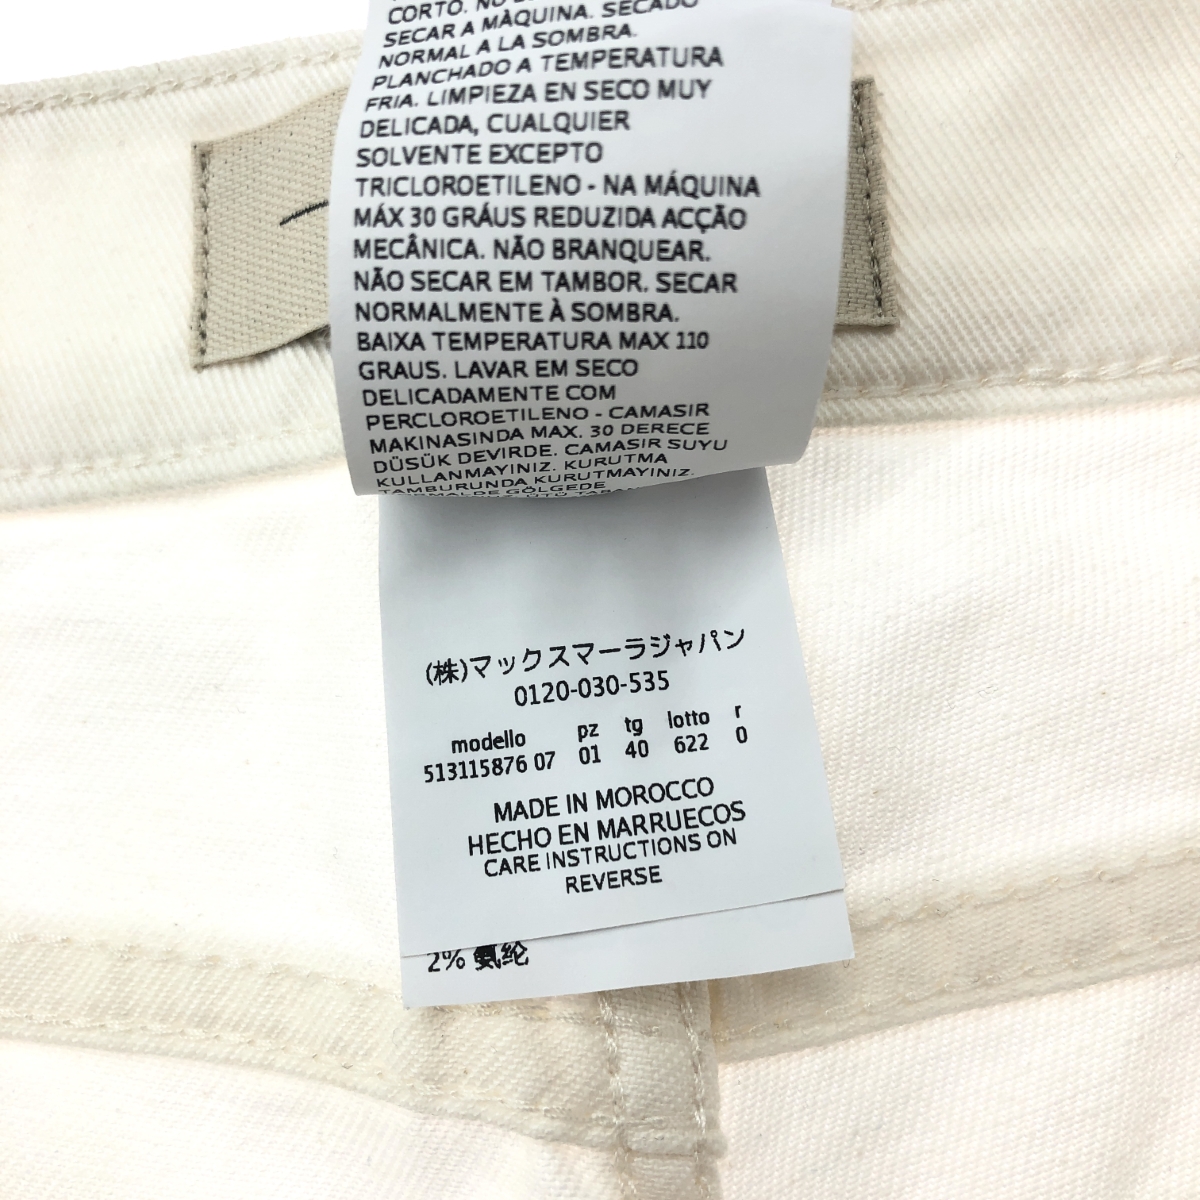 CORTO. NO
SECAR A MÀQUINA. SECADO
NORMAL A LA SOMBRA.
PLANCHADO A TEMPERATURA
FRIA. LIMPIEZA EN SECO MUY
DELICADA, CUALQUIER
SOLVENTE EXCEPTO
TRICLOROETILENO - NA MÁQUINA
MÁX 30 GRÁUS REDUZIDA ACÇÃO
MECÂNICA. NÃO BRANQUEAR.
NÃO SECAR EM TAMBOR. SECAR
NORMALMENTE À SOMBRA.
BAIXA TEMPERATURA MAX 110
GRAUS. LAVAR EM SECO
DELICADAMENTE COM
PERCLOROETILENO - CAMASIR
MAKINASINDA MAX. 30 DERECE
DÜSÜK DEVIRDE. CAMASIR SUYU
KULLANMAYINIZ. KURUTMA
TAMBURUNDA KURUTMAYINIZ.
GÖLGEDE
(株)マックスマーラジャパン
0120-030-535
modello pz tg lotto r
513115876 07 01 40 622 0
MADE IN MOROCCO
HECHO EN MARRUECOS
CARE INSTRUCTIONS ON
REVERSE
2% 氨纶